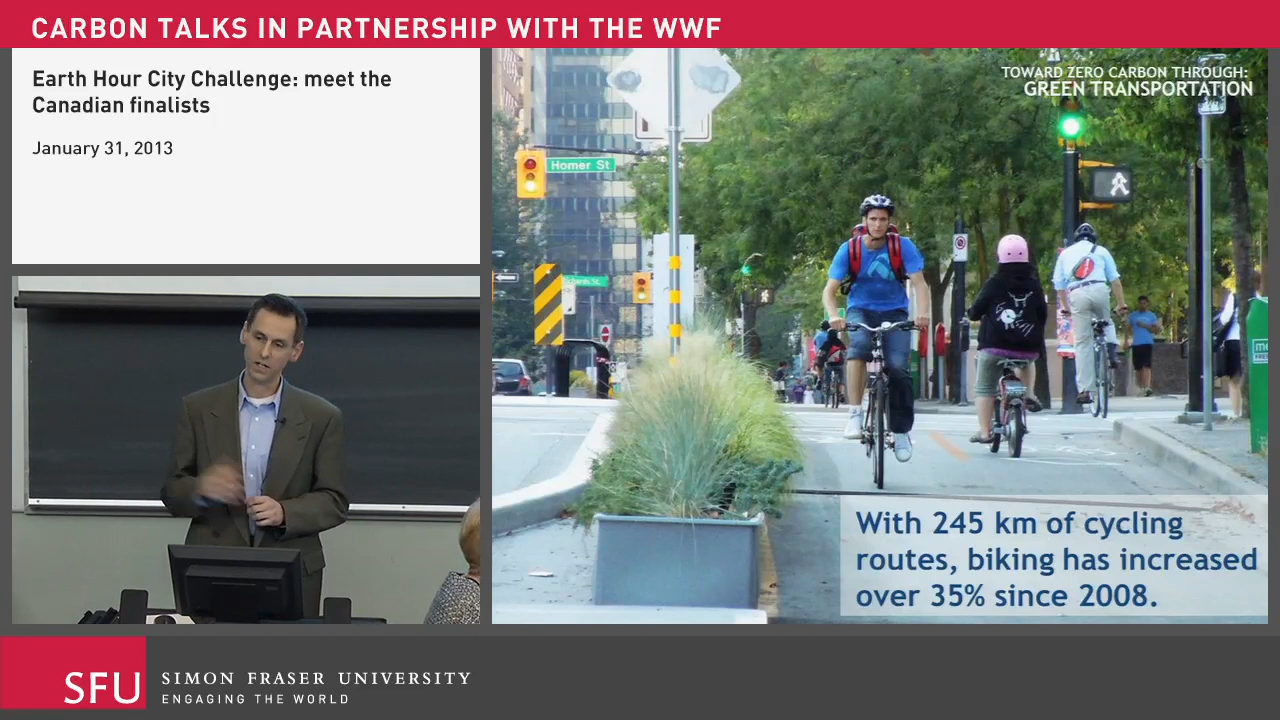 CARBON TALKS IN PARTNERSHIP WITH THE WWF
Earth Hour City Challenge: meet the
Canadian finalists
January 31, 2013
TOWARD ZERO CARBON THROUGH:
GREEN TRANSPORTATION
Homer St
With 245 km of cycling
routes, biking has increased
over 35% since 2008.
SFU
SIMON FRASER UNIVERSITY
ENGAGING THE WORLD